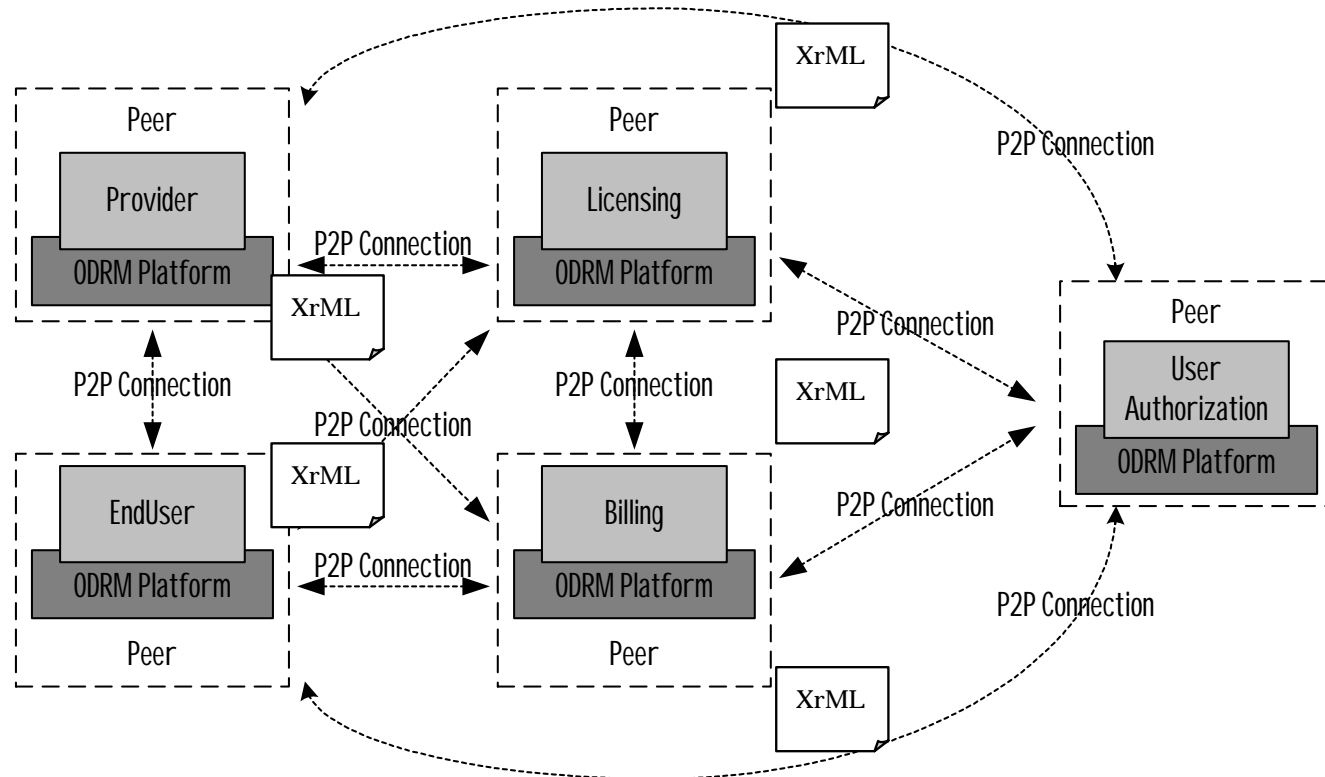 XrML
Peer
Peer
P2P Connection
Provider
Licensing
P2P Connection
ODRM Platform
ODRM Platform
XrML
Peer
P2P Connection
P2P Connection
P2P Connection
User
Authorization
XrML
P2P Connection
ODRM Platform
XrML
EndUser
Billing
P2P Connection
P2P Connection
ODRM Platform
ODRM Platform
P2P Connection
Peer
Peer
XrML